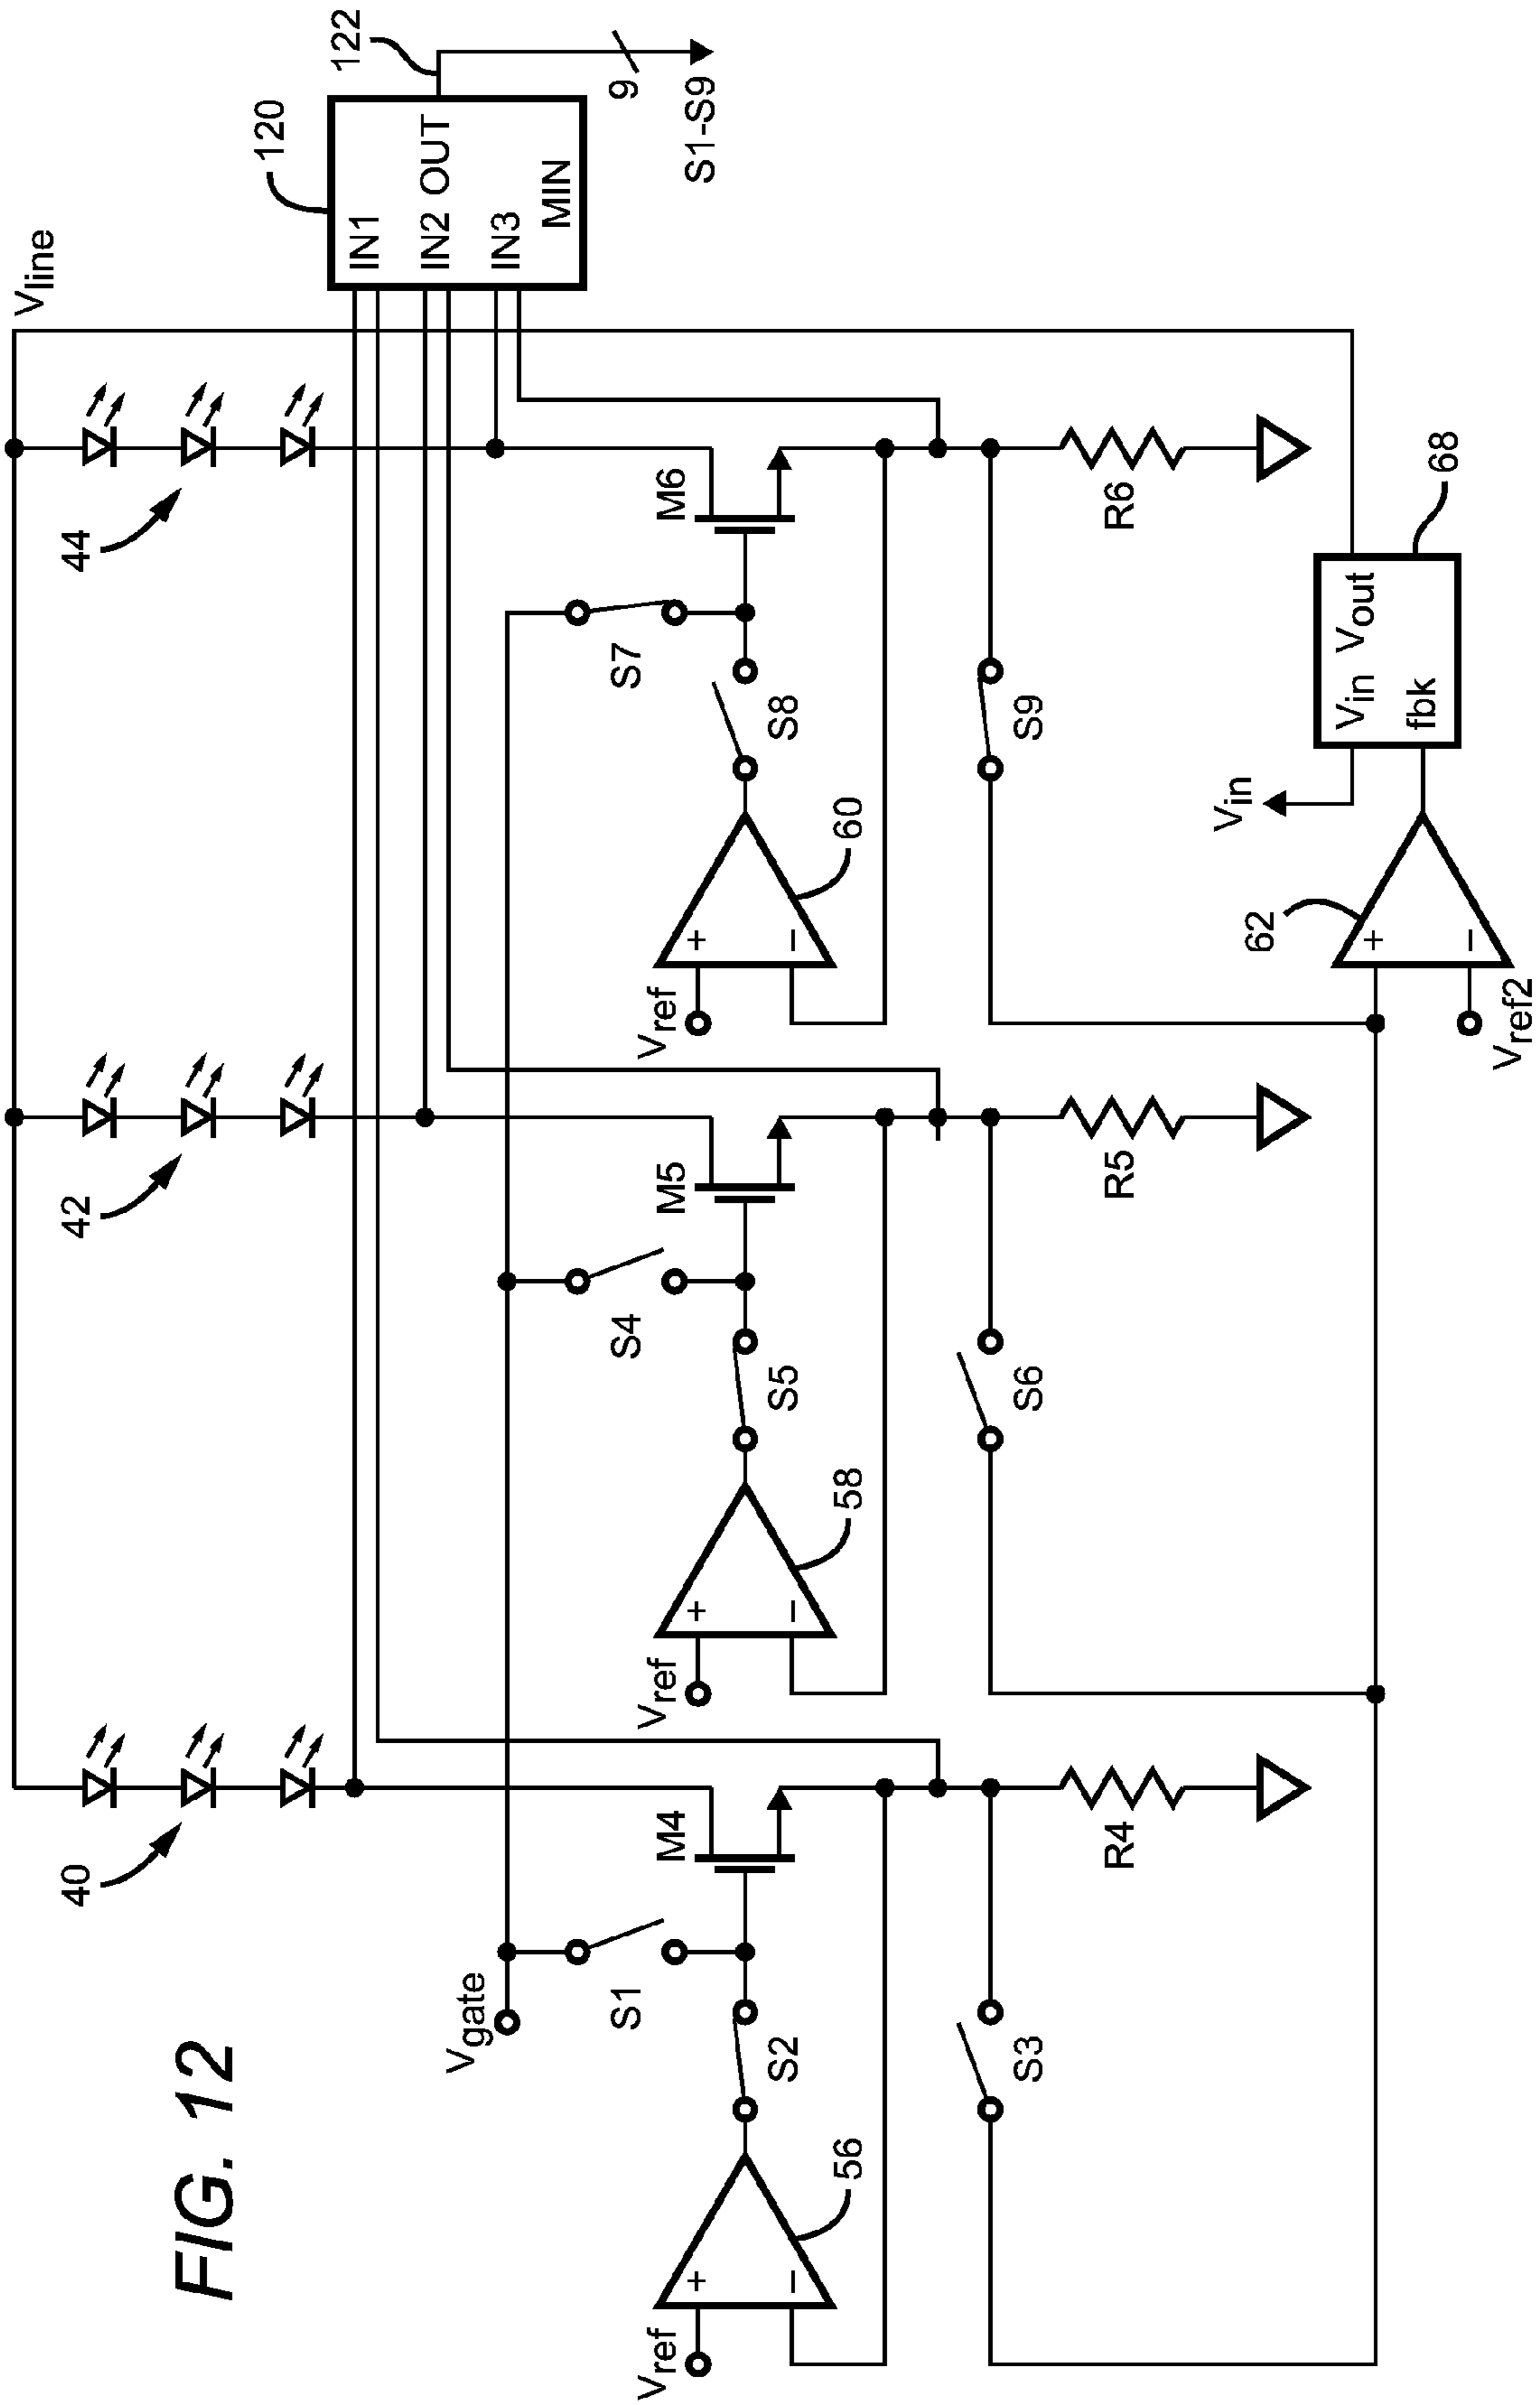 FIG. 12
Vline
120
122
IN1
IN2 OUT
IN3
MIN
9
S1-S9
40
42
44
Vgate
S1
S4
S7
M4
M5
M6
Vref
+
−
56
S2
Vref
+
−
58
S5
Vref
+
−
60
S8
S3
S6
S9
R4
R5
R6
Vin
62
+
−
Vref2
Vin Vout
fbk
68